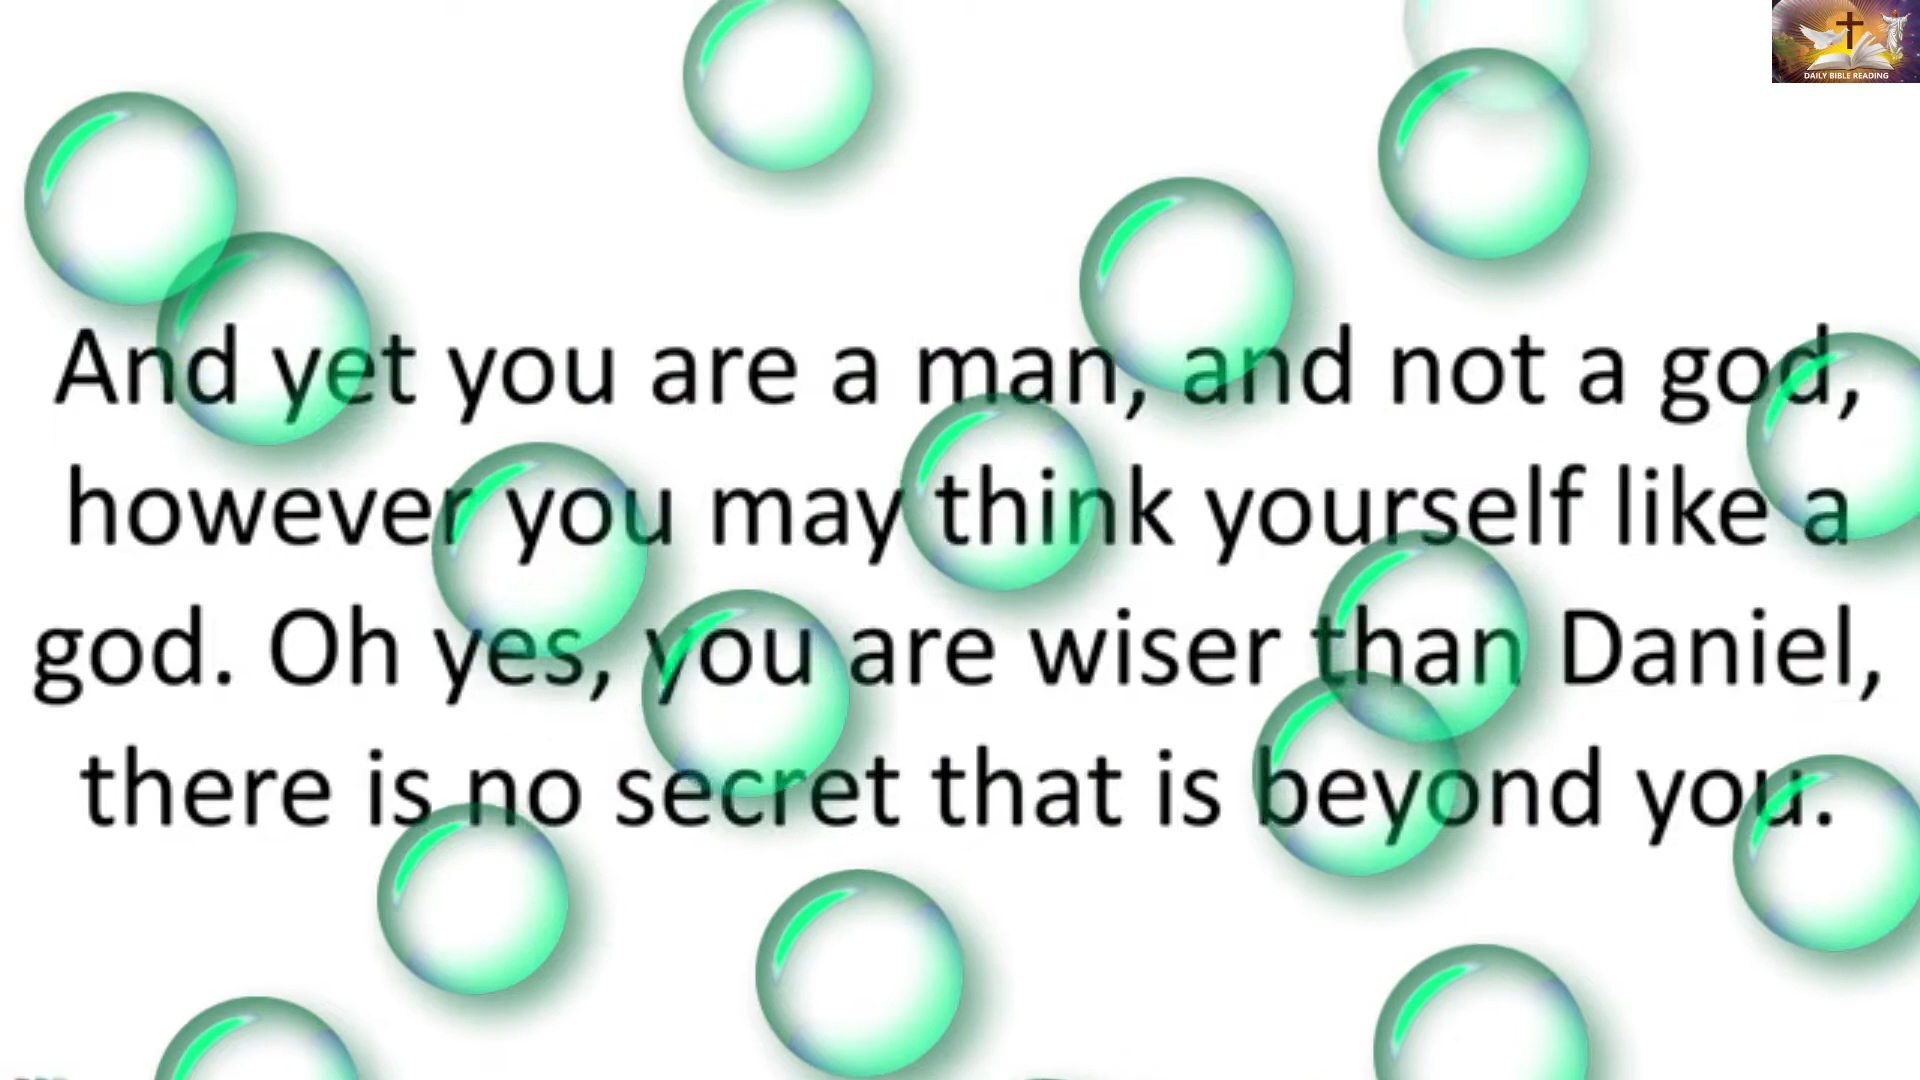 DAILY BIBLE READING
And yet you are a man, and not a god,
however you may think yourself like a
god. Oh yes, you are wiser than Daniel,
there is no secret that is beyond you.